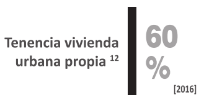 Tenencia vivienda
urbana propia 12
60
%
[2016]